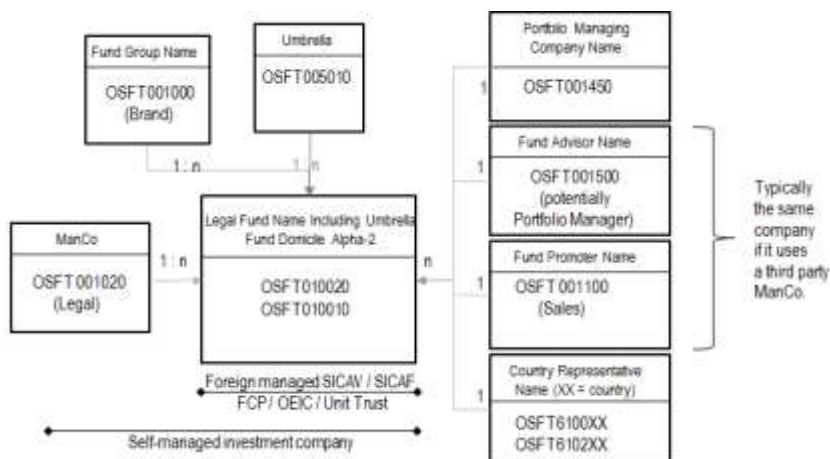 Fund Group Name
OSFT001000
(Brand)
Umbrella
OSFT005010
1 : n
1 : n
ManCo
OSFT001020
(Legal)
1 : n
Legal Fund Name Including Umbrella
Fund Domicile Alpha-2
OSFT010020
OSFT010010
n
Foreign managed SICAV / SICAF
FCP / OEIC / Unit Trust
Self-managed investment company
Portfolio Managing
Company Name
OSFT001450
1
Fund Advisor Name
OSFT001500
(potentially
Portfolio Manager)
1
Fund Promoter Name
OSFT001100
(Sales)
1
Country Representative
Name (XX = country)
OSFT6100XX
OSFT6102XX
1
Typically
the same
company
if it uses
a third party
ManCo.